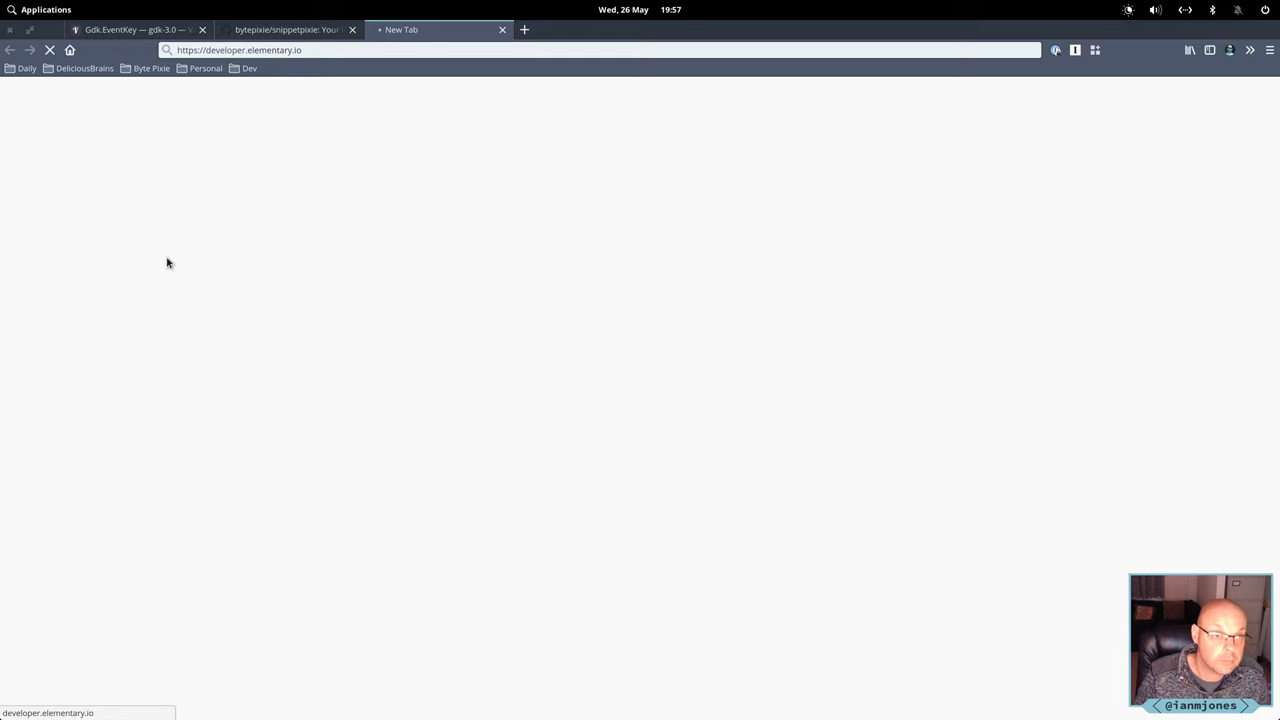 Applications
Wed, 26 May 19:57
Gdk.EventKey — gdk-3.0 —
bytepixie/snippetpixie: Your
New Tab
https://developer.elementary.io
Daily
DeliciousBrains
Byte Pixie
Personal
Dev
developer.elementary.io
@ianmjones